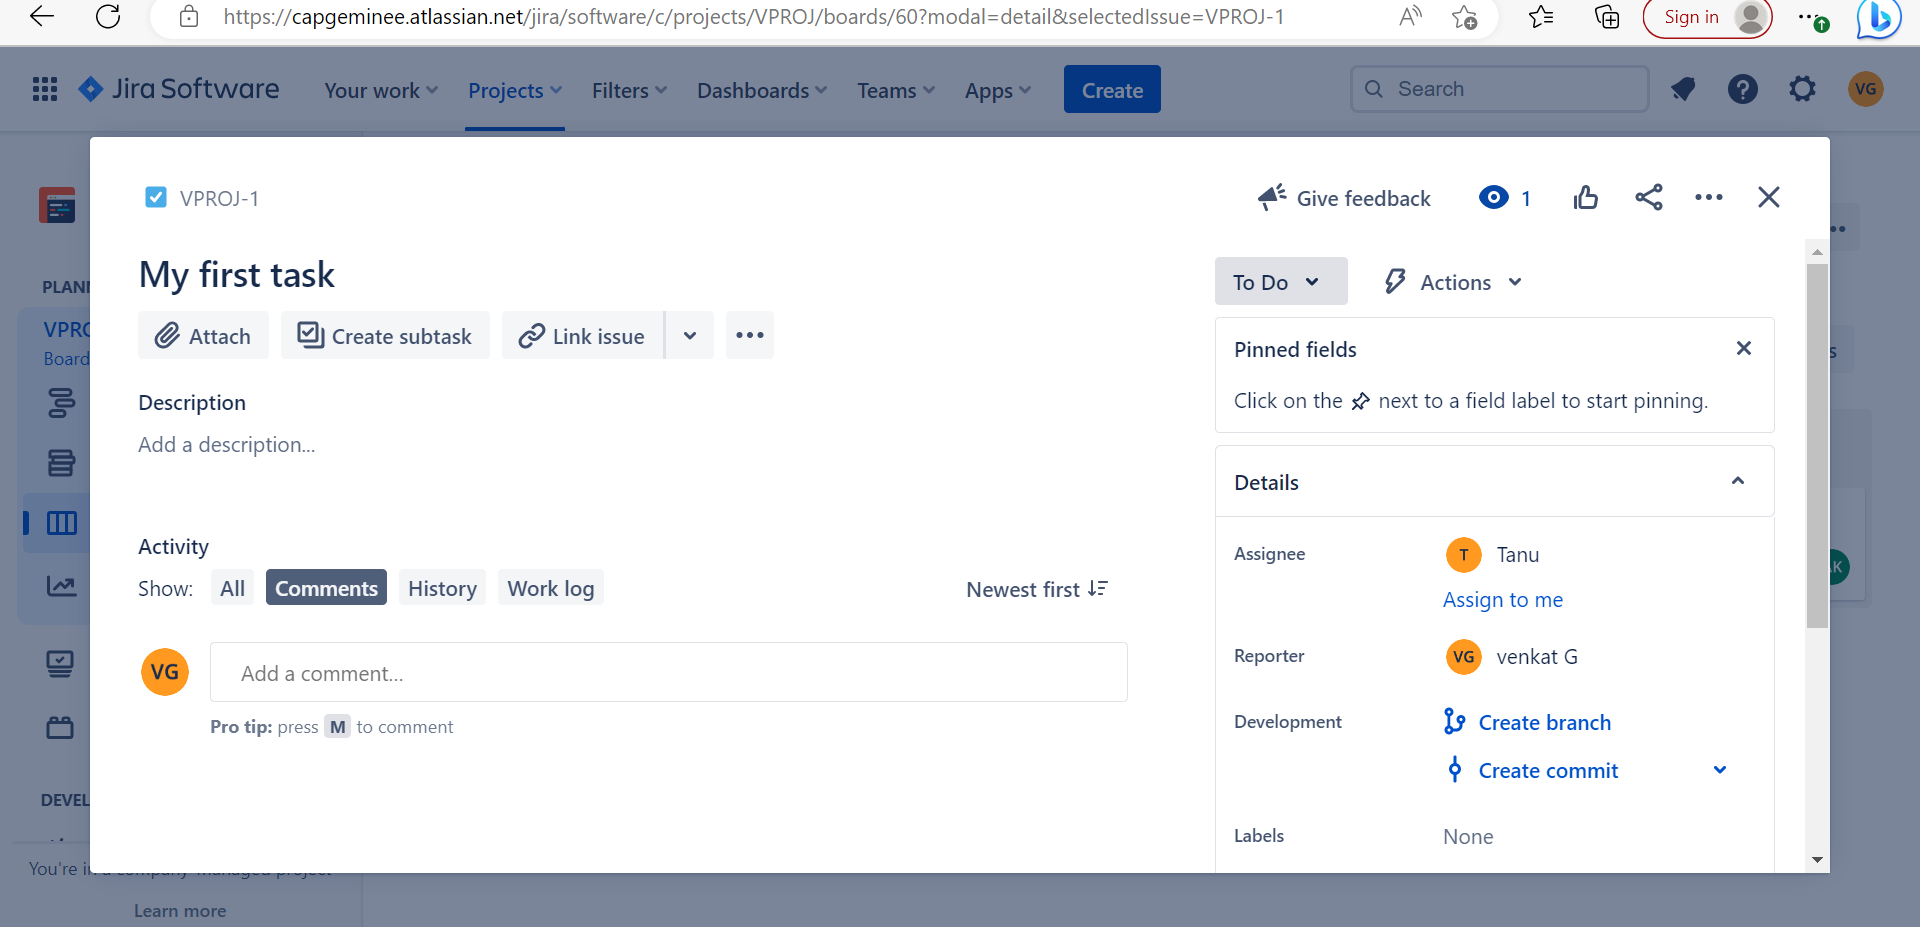 https://capgeminee.atlassian.net/jira/software/c/projects/VPROJ/boards/60?modal=detail&selectedIssue=VPROJ-1
Sign in
Jira Software
Your work
Projects
Filters
Dashboards
Teams
Apps
Create
Search
VG
VPROJ-1
Give feedback
1
My first task
To Do
Actions
Attach
Create subtask
Link issue
Pinned fields
Click on the next to a field label to start pinning.
Description
Add a description...
Details
Activity
Show: All Comments History Work log
Newest first
Assignee
T
Tanu
Assign to me
VG
Add a comment...
Pro tip: press M to comment
Reporter
VG
venkat G
Development
Create branch
Create commit
Labels
None
PLANN
VPRO
Board
DEVEL
You're in a company-managed project
Learn more